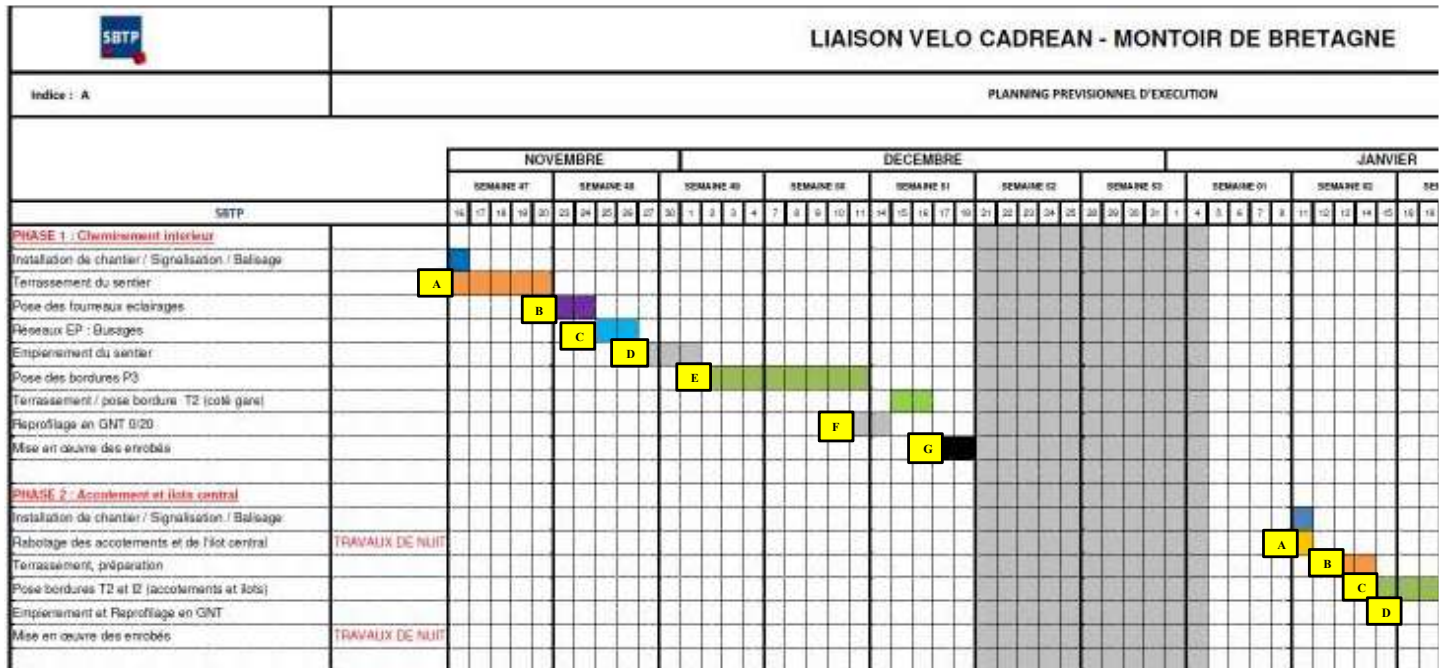 SBTP
LIAISON VELO CADREAN - MONTOIR DE BRETAGNE
Indice : A
PLANNING PREVISIONNEL D'EXECUTION
NOVEMBRE DECEMBRE JANVIER
SEMAINE 47 SEMAINE 48 SEMAINE 49 SEMAINE 50 SEMAINE 51 SEMAINE 52 SEMAINE 53 SEMAINE 01 SEMAINE 02
SBTP 16 17 18 19 20 23 24 25 26 27 30 1 2 3 4 7 8 9 10 11 14 15 16 17 18 21 22 23 24 25 28 29 30 31 1 4 5 6 7 8 11 12 13 14 15 18 19
PHASE 1 : Cheminement interieur
Installation de chantier / Signalisation / Balisage
Terrassement du sentier A
Pose des fourreaux eclairages B
Réseaux EP : Busages C
Empierrement du sentier D
Pose des bordures P3 E
Terrassement / pose bordure T2 (coté gare)
Reprofilage en GNT 0/20 F
Mise en œuvre des enrobés G
PHASE 2 : Accotement et ilots central
Installation de chantier / Signalisation / Balisage
Rabotage des accotements et de l'ilot central TRAVAUX DE NUIT A
Terrassement, préparation B
Pose bordures T2 et I2 (accotements et ilots) C
Empierrement et Reprofilage en GNT D
Mise en œuvre des enrobés TRAVAUX DE NUIT